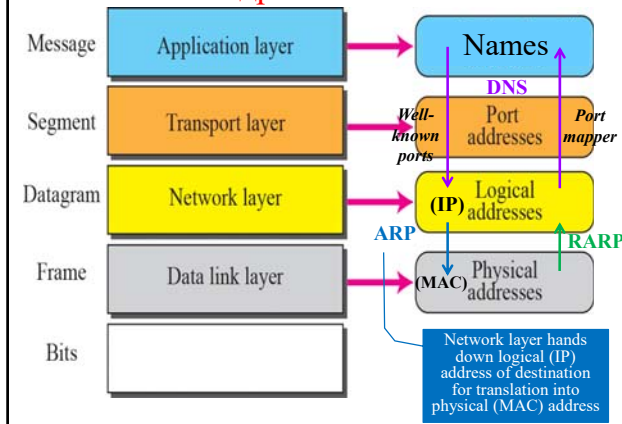 Message
Application layer
Names
DNS
Segment
Transport layer
Well-
known
ports
Port
addresses
Port
mapper
Datagram
Network layer
(IP)
Logical
addresses
ARP
RARP
Frame
Data link layer
(MAC)
Physical
addresses
Bits
Network layer hands
down logical (IP)
address of destination
for translation into
physical (MAC) address